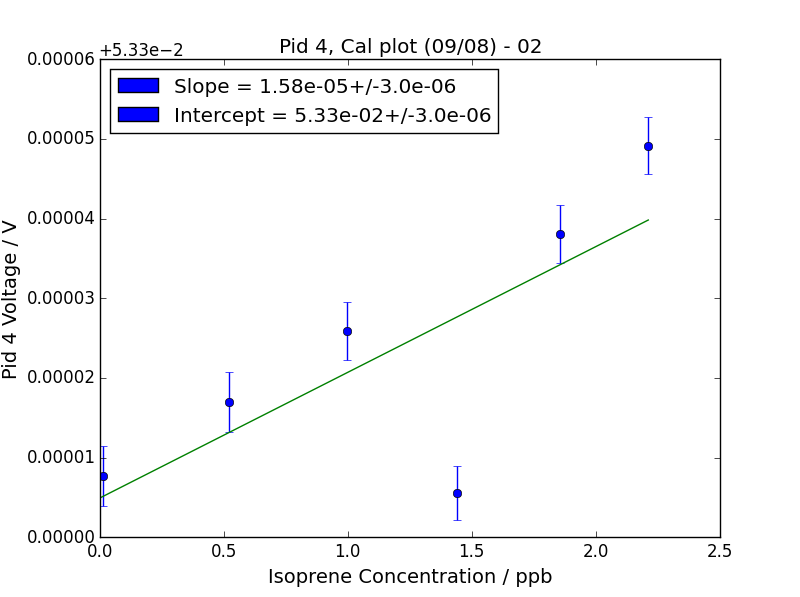 Pid 4, Cal plot (09/08) - 02
+5.33e−2
Slope = 1.58e-05+/-3.0e-06
Intercept = 5.33e-02+/-3.0e-06
Pid 4 Voltage / V
0.00006
0.00005
0.00004
0.00003
0.00002
0.00001
0.00000
0.0 0.5 1.0 1.5 2.0 2.5
Isoprene Concentration / ppb